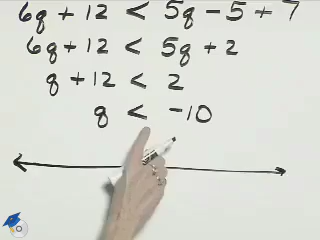 6q + 12 < 5q - 5 + 7
6q + 12 < 5q + 2
q + 12 < 2
q < -10